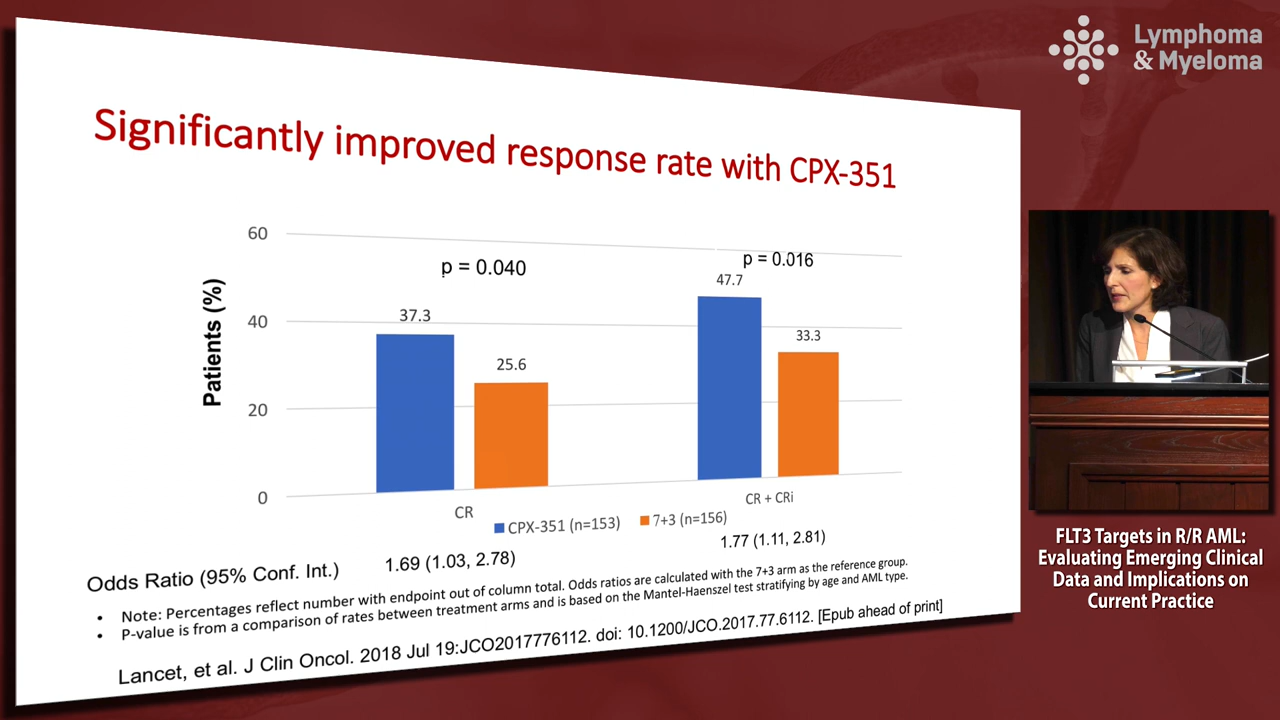 Lymphoma
& Myeloma
Significantly improved response rate with CPX-351
60
40
20
0
Patients (%)
p = 0.040
p = 0.016
37.3
25.6
47.7
33.3
CR
CR + CRi
CPX-351 (n=153)
7+3 (n=156)
Odds Ratio (95% Conf. Int.)
1.69 (1.03, 2.78)
1.77 (1.11, 2.81)
• Note: Percentages reflect number with endpoint out of column total. Odds ratios are calculated with the 7+3 arm as the reference group.
• P-value is from a comparison of rates between treatment arms and is based on the Mantel-Haenszel test stratifying by age and AML type.
Lancet, et al. J Clin Oncol. 2018 Jul 19:JCO2017776112. doi: 10.1200/JCO.2017.77.6112. [Epub ahead of print]
FLT3 Targets in R/R AML:
Evaluating Emerging Clinical
Data and Implications on
Current Practice